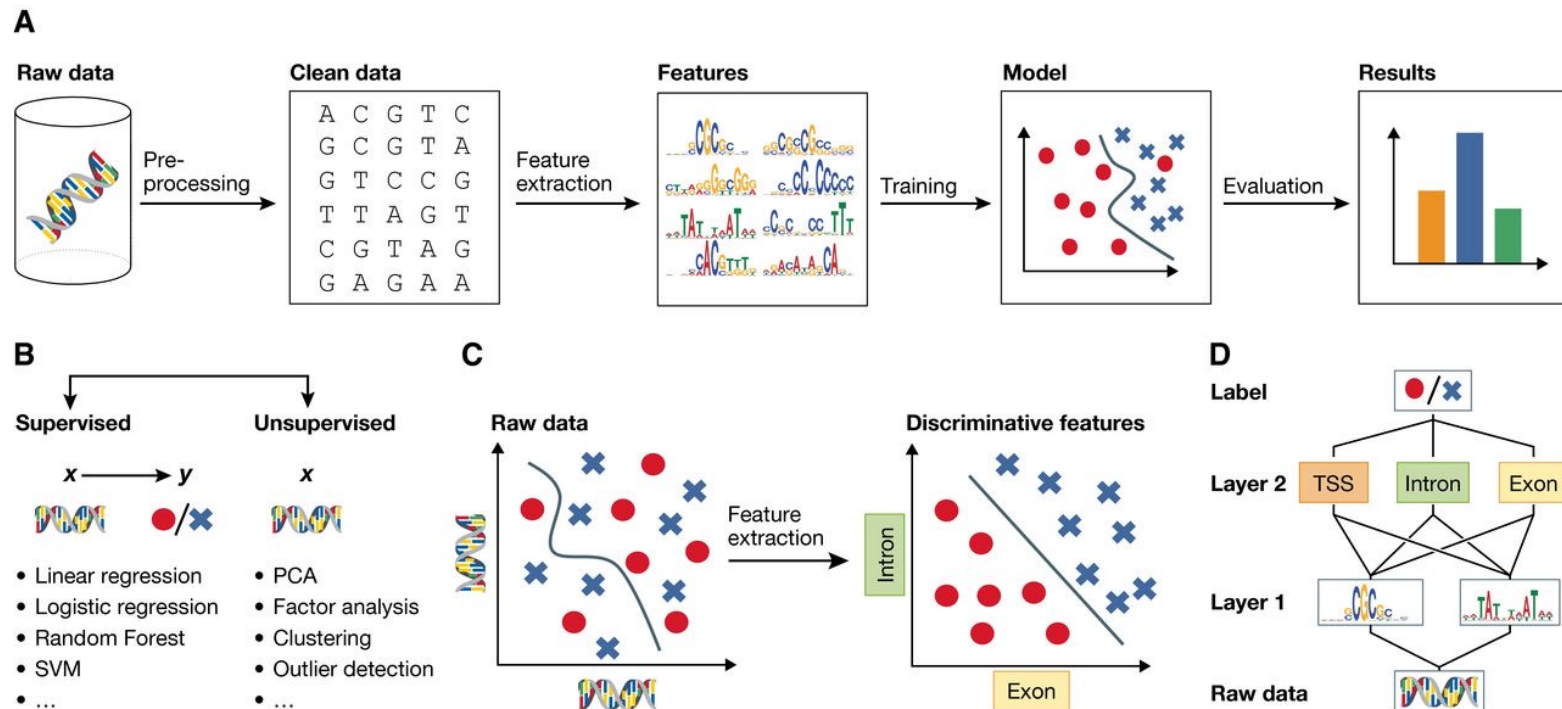 A
Raw data
Pre-
processing
Clean data
A C G T C
G C G T A
G T C C G
T T A G T
C G T A G
G A G A A
Feature
extraction
Features
Training
Model
Evaluation
Results
B
Supervised
x
y
/
• Linear regression
• Logistic regression
• Random Forest
• SVM
• ...
Unsupervised
x
• PCA
• Factor analysis
• Clustering
• Outlier detection
• ...
C
Raw data
Feature
extraction
Discriminative features
Intron
Exon
D
Label
/
Layer 2
TSS
Intron
Exon
Layer 1
Raw data